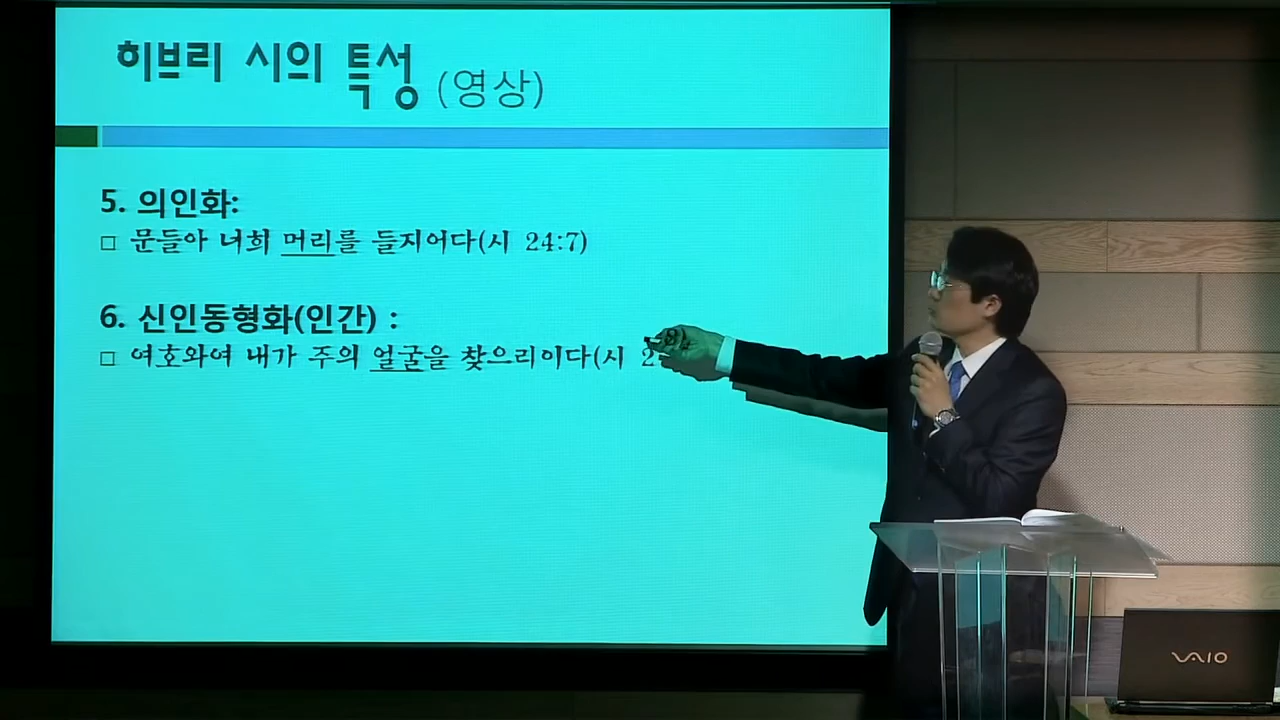 히브리 시의 특성 (영상)
5. 의인화:
□ 문들아 너희 머리를 들지어다(시 24:7)
6. 신인동형화(인간) :
□ 여호와여 내가 주의 얼굴을 찾으리이다(시
VAIO